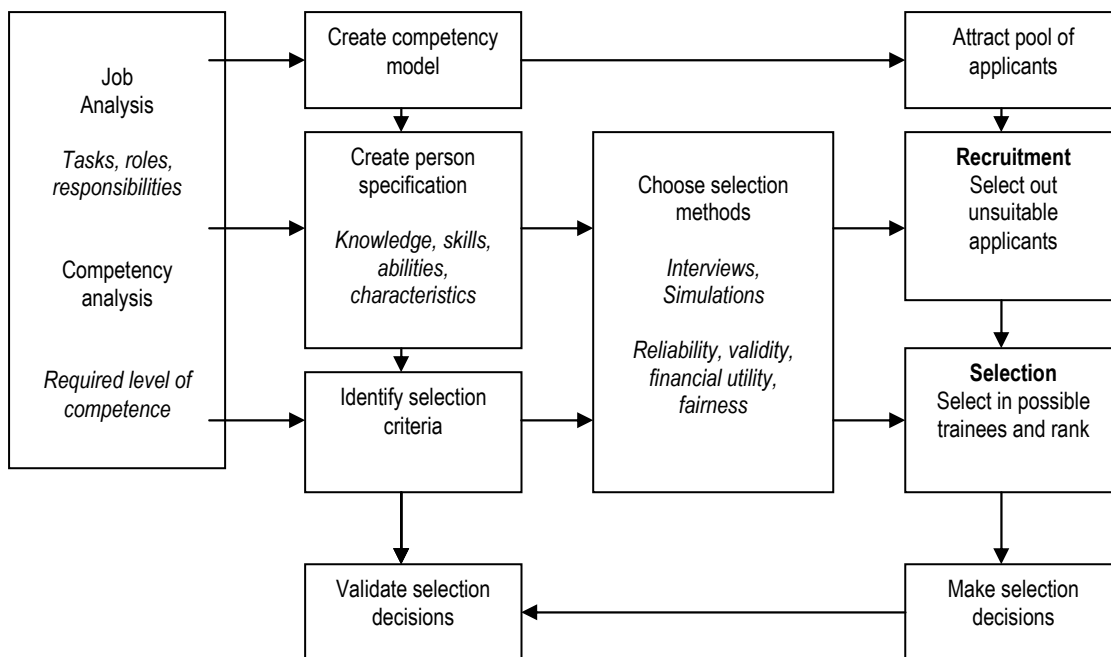 Job
Analysis
Tasks, roles,
responsibilities
Competency
analysis
Required level of
competence
Create competency
model
Create person
specification
Knowledge, skills,
abilities,
characteristics
Identify selection
criteria
Validate selection
decisions
Choose selection
methods
Interviews,
Simulations
Reliability, validity,
financial utility,
fairness
Attract pool of
applicants
Recruitment
Select out
unsuitable
applicants
Selection
Select in possible
trainees and rank
Make selection
decisions